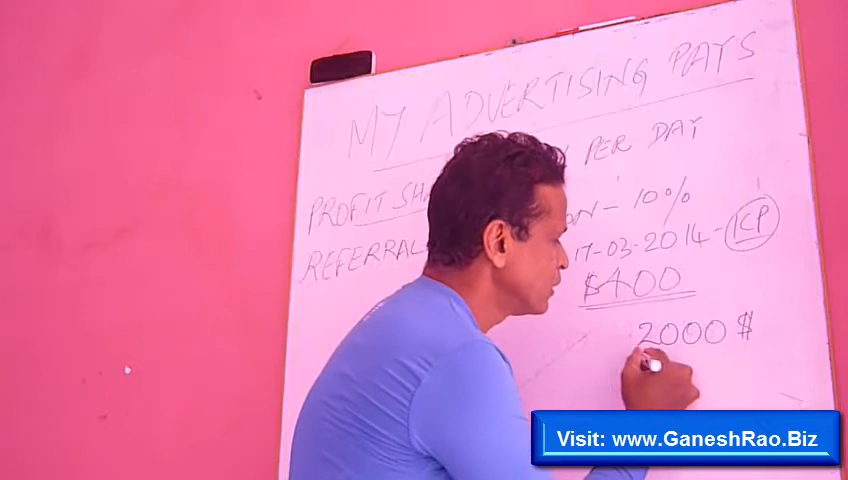 MY ADVERTISING PAYS
PROFIT SHA PER DAY
REFERRAL ON - 10%
17-03-2014 - ICP
$400
2000 $
Visit: www.GaneshRao.Biz